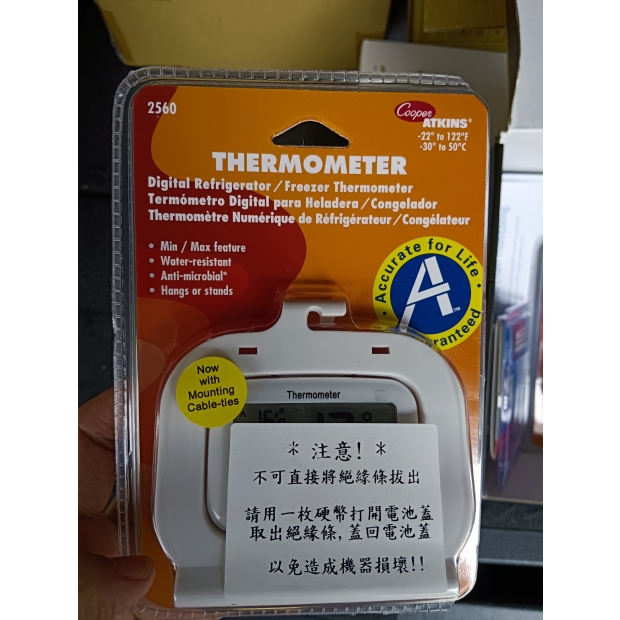 2560
Cooper
ATKINS®
-22° to 122°F
-30° to 50°C
THERMOMETER
Digital Refrigerator / Freezer Thermometer
Termómetro Digital para Heladera / Congelador
Thermomètre Numérique de Réfrigérateur / Congélateur
• Min / Max feature
• Water-resistant
• Anti-microbial*
• Hangs or stands
• Accurate for Life •
A™
Now
with
Mounting
Cable-ties
Thermometer
* 注意! *
不可直接將絕緣條拔出
請用一枚硬幣打開電池蓋
取出絕緣條,蓋回電池蓋
以免造成機器損壞!!